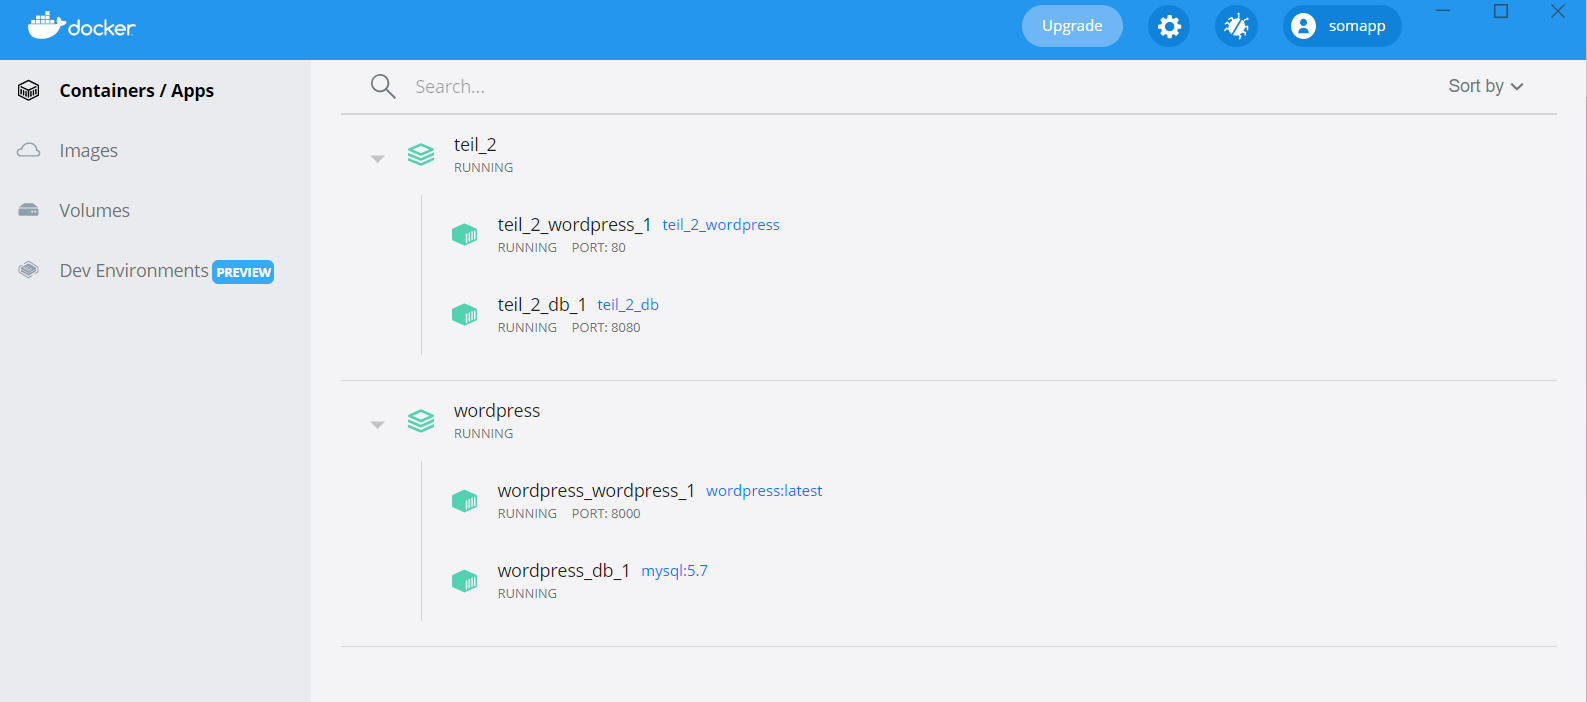 docker
Upgrade
somapp
Containers / Apps
Images
Volumes
Dev Environments PREVIEW
Search...
Sort by
teil_2
RUNNING
teil_2_wordpress_1 teil_2_wordpress
RUNNING PORT: 80
teil_2_db_1 teil_2_db
RUNNING PORT: 8080
wordpress
RUNNING
wordpress_wordpress_1 wordpress:latest
RUNNING PORT: 8000
wordpress_db_1 mysql:5.7
RUNNING